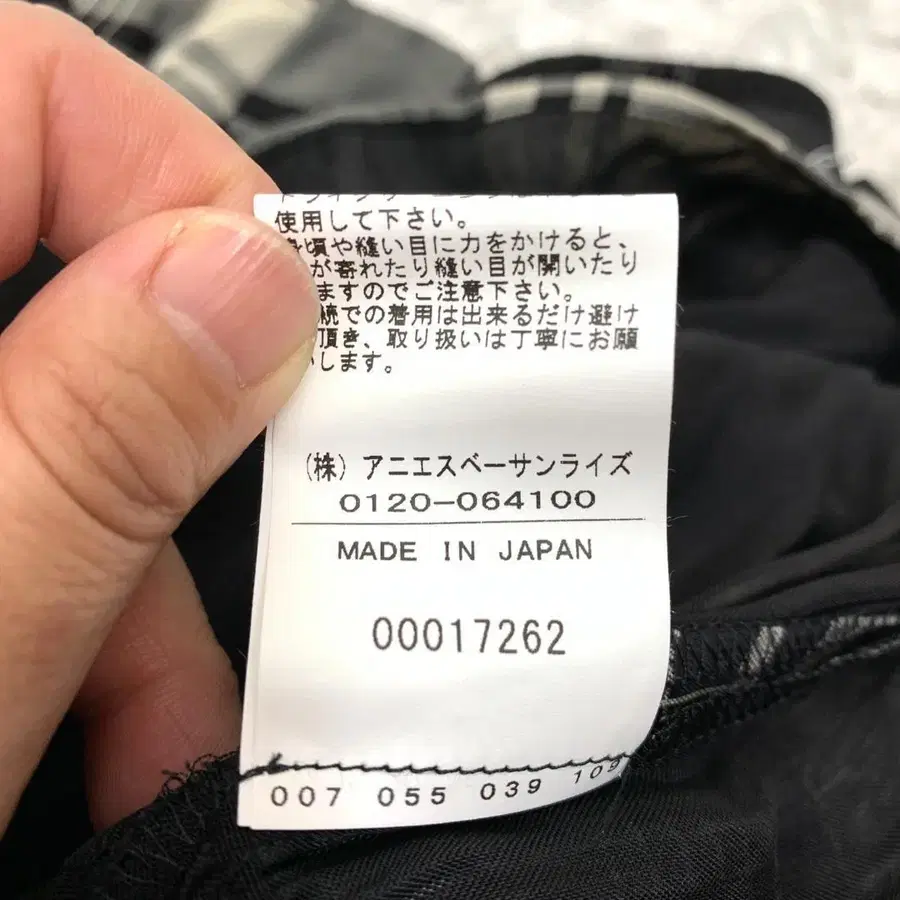 使用して下さい。
身頃や縫い目に力をかけると、
が寄れたり縫い目が開いたり
ますのでご注意下さい。
続での着用は出来るだけ避け
頂き、取り扱いは丁寧にお願
します。
(株) アニエスベーサンライズ
0120-064100
MADE IN JAPAN
00017262
007 055 039 109